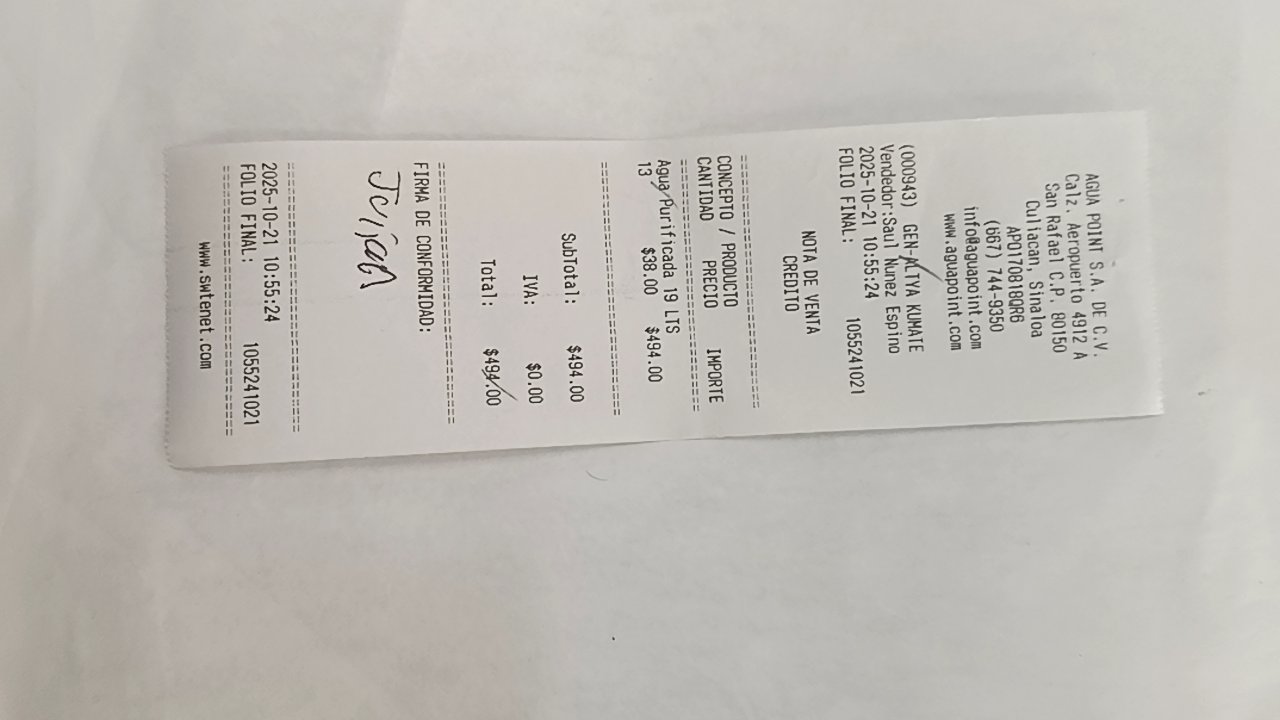 AGUA POINT S.A. DE C.V.
Calz. Aeropuerto 4912 A
San Rafael C.P. 80150
Culiacan, Sinaloa
APO170818QR6
(667) 744-9350
info@aguapoint.com
www.aguapoint.com
(000943) GEN-ALTYA KUMATE
Vendedor:Saul Nunez Espino
2025-10-21 10:55:24
FOLIO FINAL: 1055241021
NOTA DE VENTA
CREDITO
CONCEPTO / PRODUCTO
CANTIDAD PRECIO IMPORTE
Agua Purificada 19 LTS
13 $38.00 $494.00
SubTotal: $494.00
IVA: $0.00
Total: $494.00
FIRMA DE CONFORMIDAD:
2025-10-21 10:55:24
FOLIO FINAL: 1055241021
www.swtenet.com